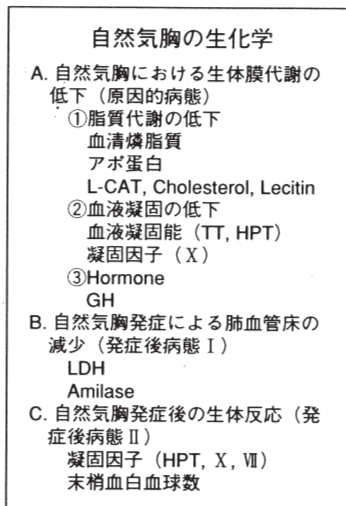 自然気胸の生化学
A. 自然気胸における生体膜代謝の
低下（原因的病態）
①脂質代謝の低下
血清燐脂質
アポ蛋白
L-CAT, Cholesterol, Lecitin
②血液凝固の低下
血液凝固能（TT, HPT）
凝固因子（Ⅹ）
③Hormone
GH
B. 自然気胸発症による肺血管床の
減少（発症後病態Ⅰ）
LDH
Amilase
C. 自然気胸発症後の生体反応（発
症後病態Ⅱ）
凝固因子（HPT, Ⅹ, Ⅶ）
末梢血白血球数